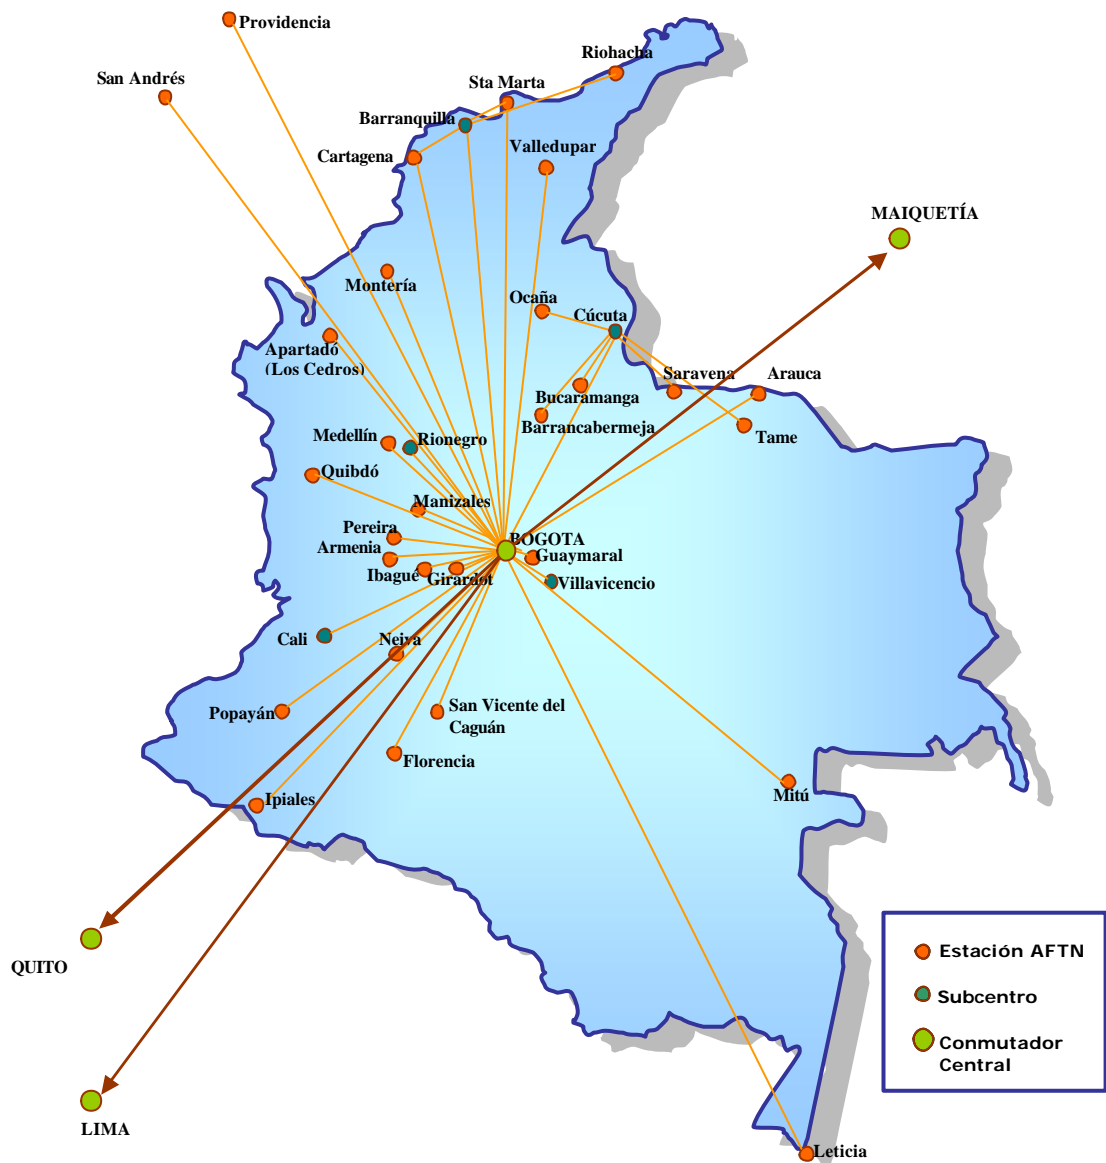 Providencia
Riohacha
San Andrés
Sta Marta
Barranquilla
Valledupar
Cartagena
MAIQUETÍA
Montería
Ocaña
Cúcuta
Apartadó
(Los Cedros)
Saravena
Arauca
Bucaramanga
Barrancabermeja
Tame
Medellín
Rionegro
Quibdó
Manizales
Pereira
BOGOTA
Armenia
Guaymaral
Ibagué
Girardot
Villavicencio
Cali
Neiva
Popayán
San Vicente del
Caguán
Florencia
Mitú
Ipiales
QUITO
Estación AFTN
Subcentro
Conmutador
Central
LIMA
Leticia